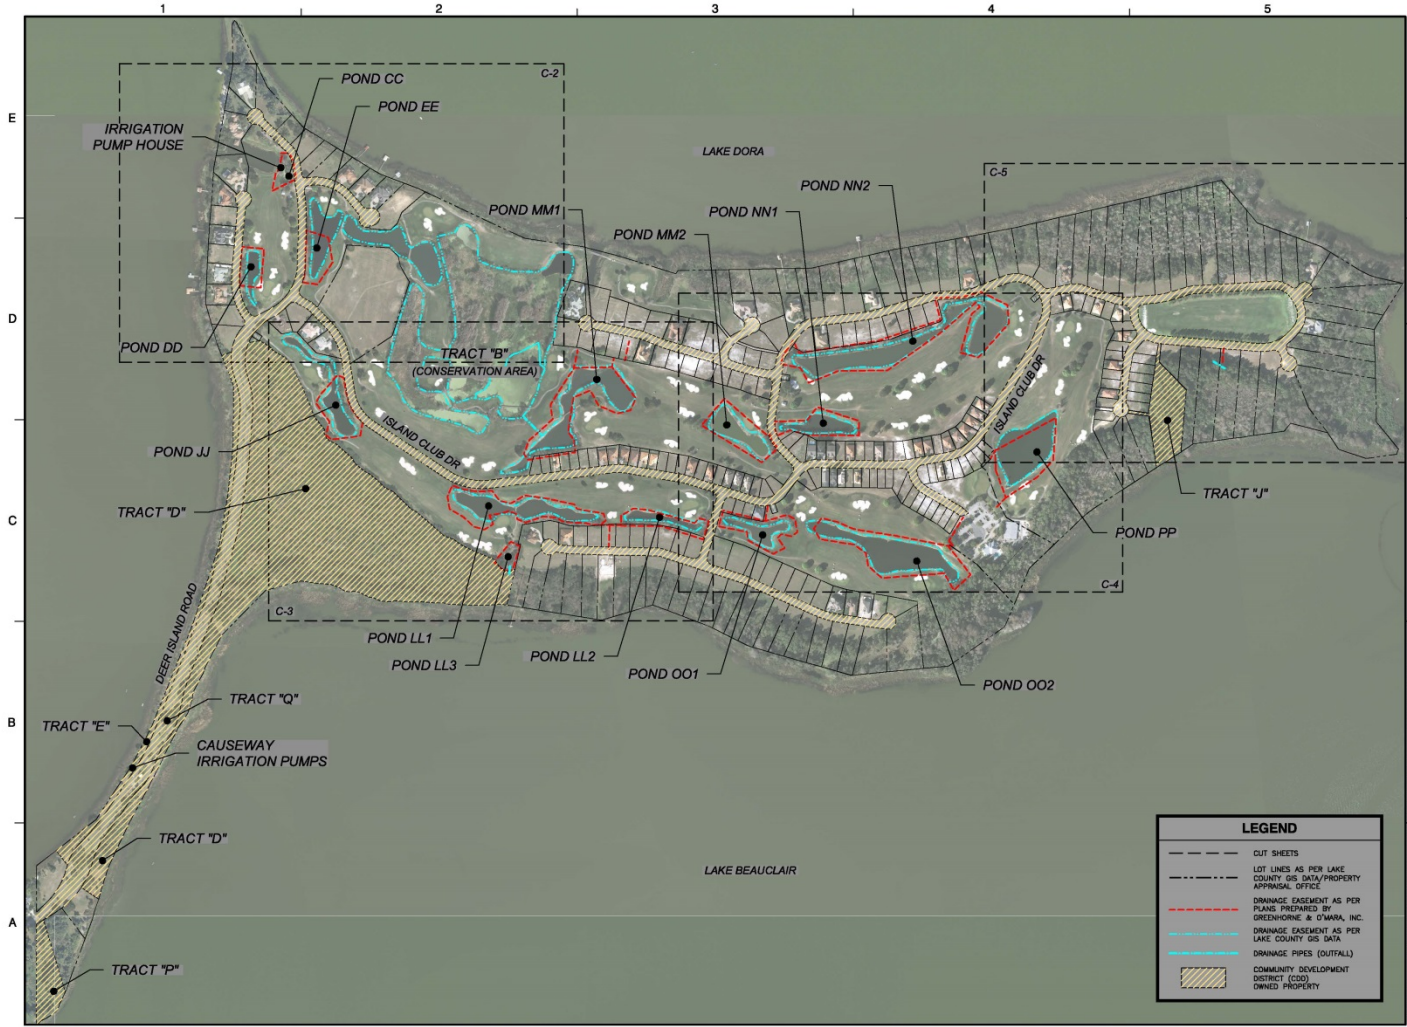 1
2
3
4
5
E
D
C
B
A
C-2
POND CC
POND EE
IRRIGATION
PUMP HOUSE
LAKE DORA
C-5
POND NN2
POND MM1
POND NN1
POND MM2
POND DD
TRACT "B"
(CONSERVATION AREA)
ISLAND CLUB DR
ISLAND CLUB DR
POND JJ
TRACT "D"
TRACT "J"
POND PP
C-4
C-3
DEER ISLAND ROAD
POND LL1
POND LL3
POND LL2
POND OO1
POND OO2
TRACT "Q"
TRACT "E"
CAUSEWAY
IRRIGATION PUMPS
TRACT "D"
LAKE BEAUCLAIR
TRACT "P"
LEGEND
CUT SHEETS
LOT LINES AS PER LAKE
COUNTY GIS DATA/PROPERTY
APPRAISAL OFFICE
DRAINAGE EASEMENT AS PER
PLANS PREPARED BY
GREENHORNE & O'MARA, INC.
DRAINAGE EASEMENT AS PER
LAKE COUNTY GIS DATA
DRAINAGE PIPES (OUTFALL)
COMMUNITY DEVELOPMENT
DISTRICT (CDD)
OWNED PROPERTY